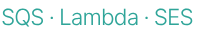 SQS · Lambda · SES